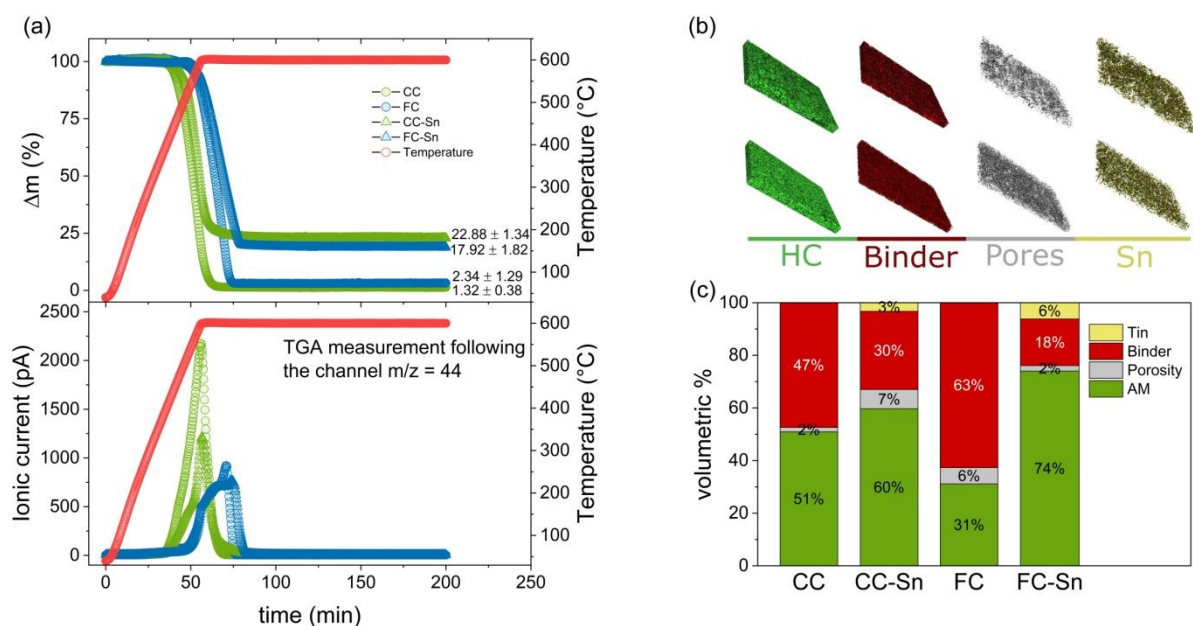 (a)
100
75
50
25
0
Δm (%)
CC
FC
CC-Sn
FC-Sn
Temperature
22.88 ± 1.34
17.92 ± 1.82
2.34 ± 1.29
1.32 ± 0.38
600
500
400
300
200
100
Temperature (°C)
2500
2250
2000
1750
1500
1250
1000
750
500
250
0
Ionic current (pA)
TGA measurement following
the channel m/z = 44
600
500
400
300
200
100
Temperature (°C)
0 50 100 150 200 250
time (min)
(b)
HC Binder Pores Sn
(c)
100
80
60
40
20
0
volumetric %
47%
2%
51%
3%
30%
7%
60%
63%
6%
31%
6%
18%
2%
74%
Tin
Binder
Porosity
AM
CC CC-Sn FC FC-Sn